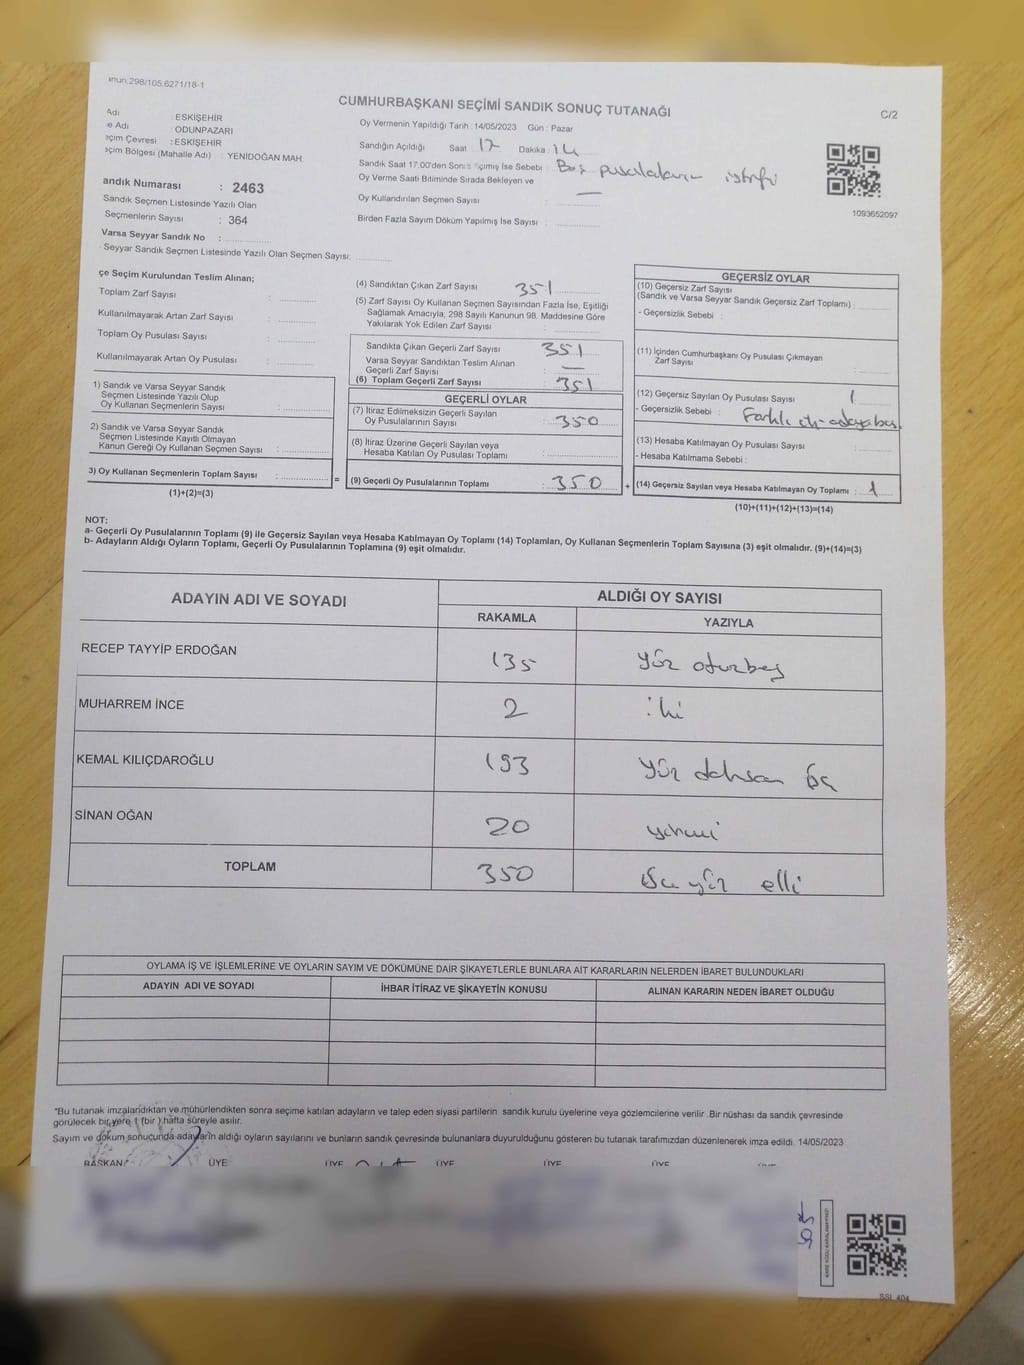 anun:298/105.6271/18-1
CUMHURBAŞKANI SEÇİMİ SANDIK SONUÇ TUTANAĞI
C/2
Adı : ESKİŞEHİR
e Adı : ODUNPAZARI
eçim Çevresi : ESKİŞEHİR
eçim Bölgesi (Mahalle Adı) : YENİDOĞAN MAH.
andık Numarası : 2463
Sandık Seçmen Listesinde Yazılı Olan
Seçmenlerin Sayısı : 364
Varsa Seyyar Sandık No :
Seyyar Sandık Seçmen Listesinde Yazılı Olan Seçmen Sayısı:
Oy Vermenin Yapıldığı Tarih : 14/05/2023 Gün : Pazar
Sandığın Açıldığı Saat : 17 Dakika : 14
Sandık Saat 17.00'den Sonra Açılmış İse Sebebi : Boş pusulaların istifi
Oy Verme Saati Bitiminde Sırada Bekleyen ve
Oy Kullandırılan Seçmen Sayısı : —
Birden Fazla Sayım Döküm Yapılmış İse Sayısı :
1093652097
çe Seçim Kurulundan Teslim Alınan;
Toplam Zarf Sayısı :
Kullanılmayarak Artan Zarf Sayısı :
Toplam Oy Pusulası Sayısı :
Kullanılmayarak Artan Oy Pusulası :
1) Sandık ve Varsa Seyyar Sandık
Seçmen Listesinde Yazılı Olup
Oy Kullanan Seçmenlerin Sayısı :
2) Sandık ve Varsa Seyyar Sandık
Seçmen Listesinde Kayıtlı Olmayan
Kanun Gereği Oy Kullanan Seçmen Sayısı :
3) Oy Kullanan Seçmenlerin Toplam Sayısı : =
(1)+(2)=(3)
(4) Sandıktan Çıkan Zarf Sayısı 351
(5) Zarf Sayısı Oy Kullanan Seçmen Sayısından Fazla İse, Eşitliği
Sağlamak Amacıyla, 298 Sayılı Kanunun 98. Maddesine Göre
Yakılarak Yok Edilen Zarf Sayısı :
Sandıkta Çıkan Geçerli Zarf Sayısı 351
Varsa Seyyar Sandıktan Teslim Alınan
Geçerli Zarf Sayısı : —
(6) Toplam Geçerli Zarf Sayısı 351
GEÇERLİ OYLAR
(7) İtiraz Edilmeksizin Geçerli Sayılan
Oy Pusulalarının Sayısı : 350
(8) İtiraz Üzerine Geçerli Sayılan veya
Hesaba Katılan Oy Pusulası Toplamı :
(9) Geçerli Oy Pusulalarının Toplamı : 350 +
GEÇERSİZ OYLAR
(10) Geçersiz Zarf Sayısı
(Sandık ve Varsa Seyyar Sandık Geçersiz Zarf Toplamı) :
- Geçersizlik Sebebi :
(11) İçinden Cumhurbaşkanı Oy Pusulası Çıkmayan
Zarf Sayısı :
(12) Geçersiz Sayılan Oy Pusulası Sayısı : 1
- Geçersizlik Sebebi : Farklı
(13) Hesaba Katılmayan Oy Pusulası Sayısı :
- Hesaba Katılmama Sebebi :
(14) Geçersiz Sayılan veya Hesaba Katılmayan Oy Toplamı : 1
(10)+(11)+(12)+(13)=(14)
NOT:
a- Geçerli Oy Pusulalarının Toplamı (9) ile Geçersiz Sayılan veya Hesaba Katılmayan Oy Toplamı (14) Toplamları, Oy Kullanan Seçmenlerin Toplam Sayısına (3) eşit olmalıdır. (9)+(14)=(3)
b- Adayların Aldığı Oyların Toplamı, Geçerli Oy Pusulalarının Toplamına (9) eşit olmalıdır.
ADAYIN ADI VE SOYADI ALDIĞI OY SAYISI
RAKAMLA YAZIYLA
RECEP TAYYİP ERDOĞAN 135 yüz otuzbeş
MUHARREM İNCE 2 iki
KEMAL KILIÇDAROĞLU 193 yüz doksan üç
SİNAN OĞAN 20 yirmi
TOPLAM 350 üç yüz elli
OYLAMA İŞ VE İŞLEMLERİNE VE OYLARIN SAYIM VE DÖKÜMÜNE DAİR ŞİKAYETLERLE BUNLARA AİT KARARLARIN NELERDEN İBARET BULUNDUKLARI
ADAYIN ADI VE SOYADI İHBAR İTİRAZ VE ŞİKAYETİN KONUSU ALINAN KARARIN NEDEN İBARET OLDUĞU
*Bu tutanak imzalandıktan ve mühürlendikten sonra seçime katılan adayların ve talep eden siyasi partilerin sandık kurulu üyelerine veya gözlemcilerine verilir .Bir nüshası da sandık çevresinde
görülecek bir yere 1 (bir ) hafta süreyle asılır.
Sayım ve döküm sonucunda adayların aldığı oyların sayılarını ve bunların sandık çevresinde bulunanlara duyurulduğunu gösteren bu tutanak tarafımızdan düzenlenerek imza edildi. 14/05/2023
BAŞKAN ÜYE ÜYE ÜYE ÜYE ÜYE
SSL 404